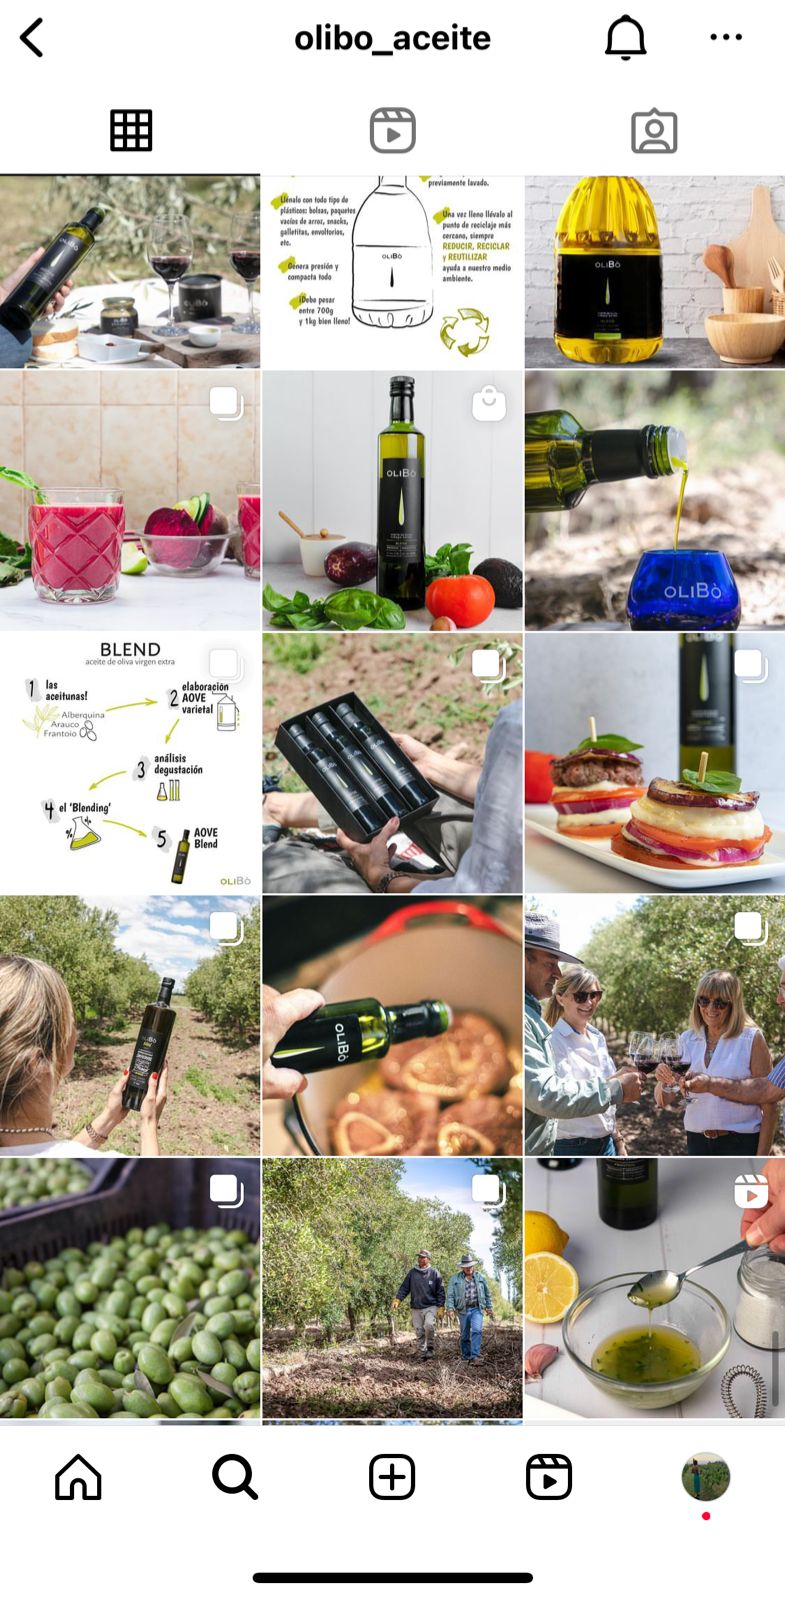 olibo_aceite
OLIBÒ
previamente lavado.
Llénalo con todo tipo de
plásticos: bolsas, paquetes
vacíos de arroz, snacks,
galletitas, envoltorios,
etc.
Genera presión y
compacta todo
¡Debe pesar
entre 700g
y 1kg bien lleno!
OLIBÒ
Una vez lleno llévalo al
punto de reciclaje más
cercano, siempre
REDUCIR, RECICLAR
y REUTILIZAR
ayuda a nuestro medio
ambiente.
OLIBÒ
OLIBÒ
OLIBÒ
BLEND
aceite de oliva virgen extra
1 las
aceitunas!
Alberquina
Arauco
Frantoio
2 elaboración
AOVE
varietal
3 análisis
degustación
4 el 'Blending'
%
%
5 AOVE
Blend
OLIBÒ
OLIBÒ
OLIBÒ
OLIBÒ